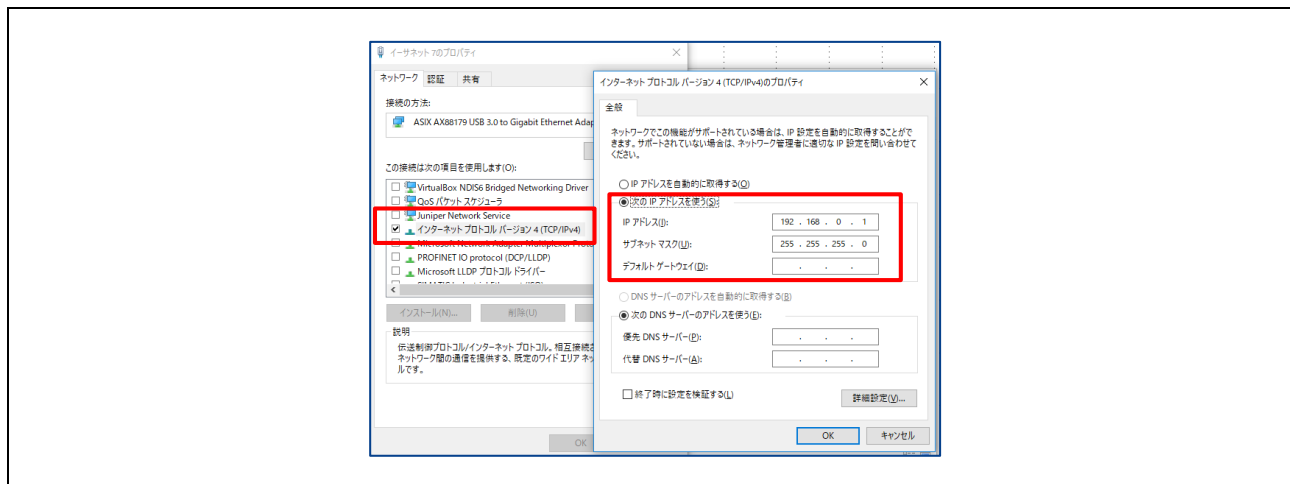 イーサネット 7のプロパティ
ネットワーク 認証 共有
接続の方法:
ASIX AX88179 USB 3.0 to Gigabit Ethernet Adap
この接続は次の項目を使用します(O):
VirtualBox NDIS6 Bridged Networking Driver
QoS パケット スケジューラ
Juniper Network Service
インターネット プロトコル バージョン 4 (TCP/IPv4)
Microsoft Network Adapter Multiplexor Proto
PROFINET IO protocol (DCP/LLDP)
Microsoft LLDP プロトコル ドライバー
インストール(N)... 削除(U)
説明
伝送制御プロトコル/インターネット プロトコル。相互接続さ
ネットワーク間の通信を提供する、既定のワイド エリア ネッ
ルです。
OK
インターネット プロトコル バージョン 4 (TCP/IPv4)のプロパティ
全般
ネットワークでこの機能がサポートされている場合は、IP 設定を自動的に取得することがで
きます。サポートされていない場合は、ネットワーク管理者に適切な IP 設定を問い合わせて
ください。
IP アドレスを自動的に取得する(O)
次の IP アドレスを使う(S):
IP アドレス(I): 192 . 168 . 0 . 1
サブネット マスク(U): 255 . 255 . 255 . 0
デフォルト ゲートウェイ(D): . . .
DNS サーバーのアドレスを自動的に取得する(B)
次の DNS サーバーのアドレスを使う(E):
優先 DNS サーバー(P): . . .
代替 DNS サーバー(A): . . .
終了時に設定を検証する(L)
詳細設定(V)...
OK キャンセル